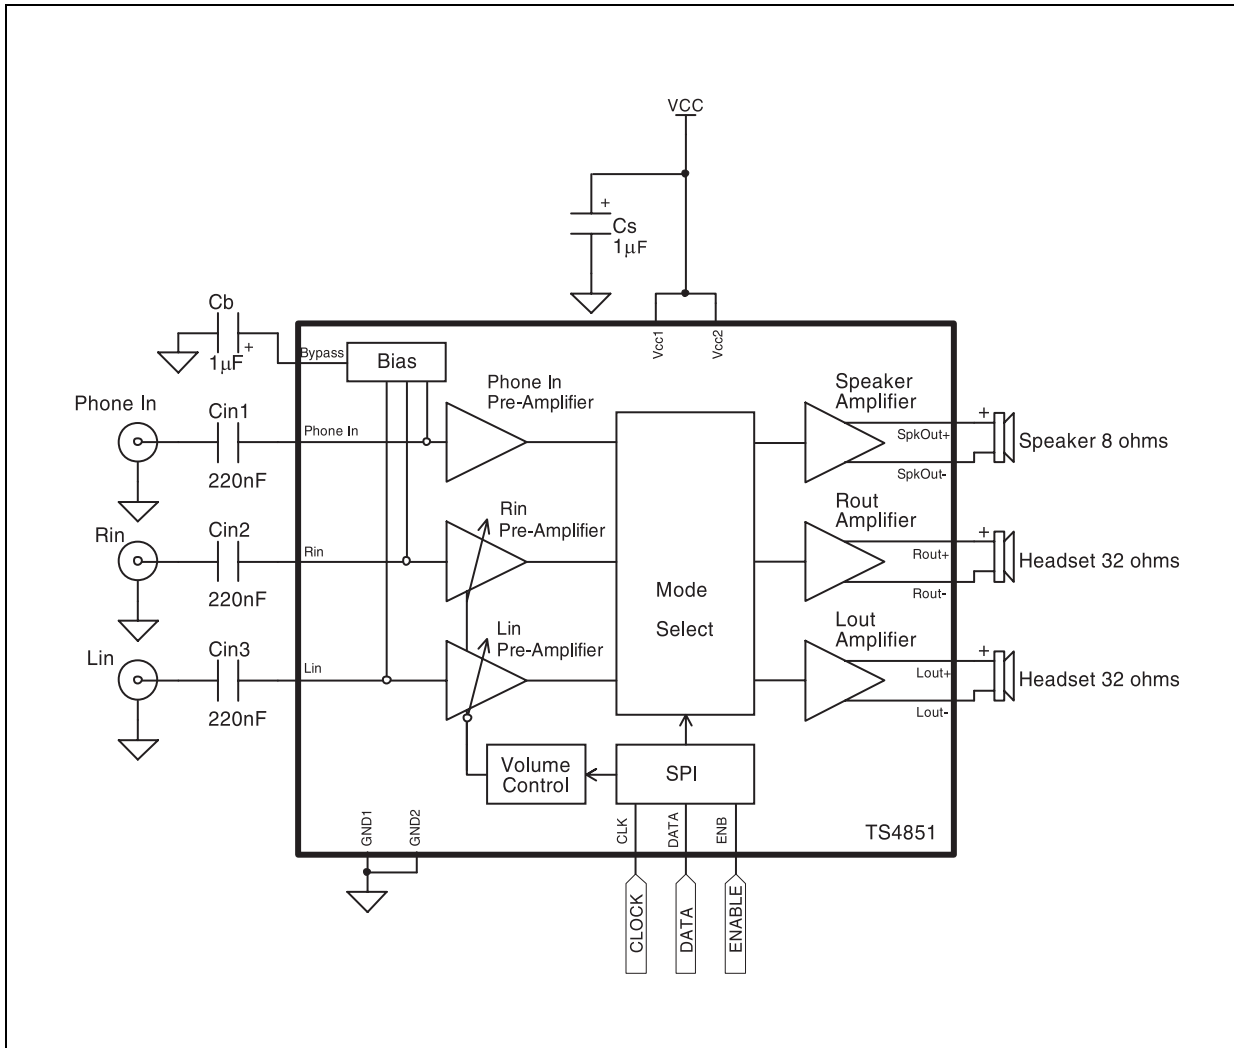 VCC
+
Cs
1µF
Cb
+
1µF
Bypass
Bias
Vcc1
Vcc2
Phone In
Cin1
220nF
Phone In
Phone In
Pre-Amplifier
Speaker
Amplifier
SpkOut+
SpkOut-
+
Speaker 8 ohms
Rin
Cin2
220nF
Rin
Rin
Pre-Amplifier
Rout
Amplifier
Rout+
Rout-
+
Headset 32 ohms
Mode
Select
Lin
Cin3
220nF
Lin
Lin
Pre-Amplifier
Lout
Amplifier
Lout+
Lout-
+
Headset 32 ohms
Volume
Control
SPI
GND1
GND2
CLK
DATA
ENB
TS4851
CLOCK
DATA
ENABLE